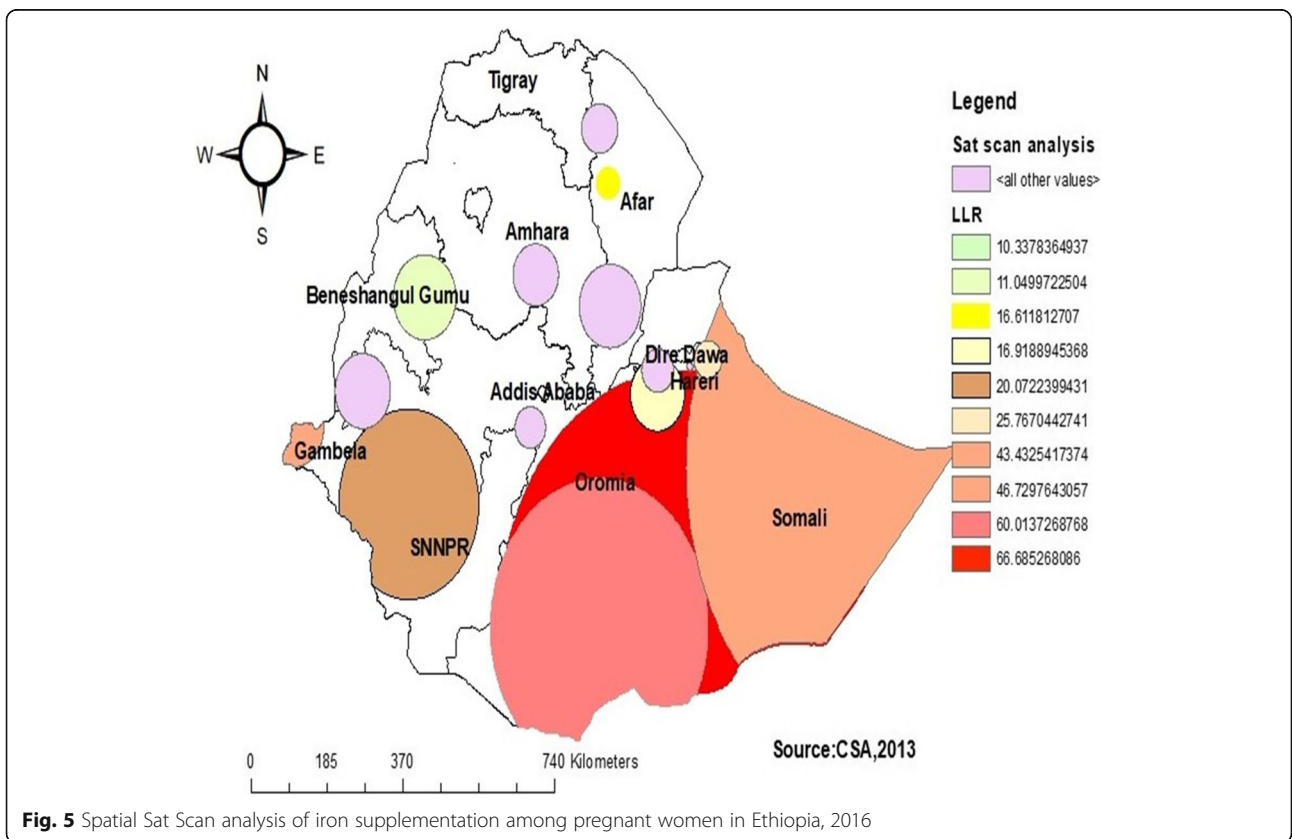 N
W E
S
Tigray
Afar
Amhara
Beneshangul Gumu
Dire Dawa
Hareri
Addis Ababa
Gambela
Oromia
Somali
SNNPR
Legend
Sat scan analysis
<all other values>
LLR
10.3378364937
11.0499722504
16.611812707
16.9188945368
20.0722399431
25.7670442741
43.4325417374
46.7297643057
60.0137268768
66.685268086
Source:CSA,2013
0 185 370 740 Kilometers
Fig. 5 Spatial Sat Scan analysis of iron supplementation among pregnant women in Ethiopia, 2016